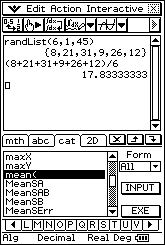 Edit Action Interactive
randList(6,1,45)
{8,21,31,9,26,12}
(8+21+31+9+26+12)/6
17.83333333
mth abc cat 2D
maxX
maxY
mean(
MeanSA
MeanSAB
MeanSB
MSErr
Form
All
INPUT
EXE
L M N O P Q R S T U V
Alg Decimal Real Deg